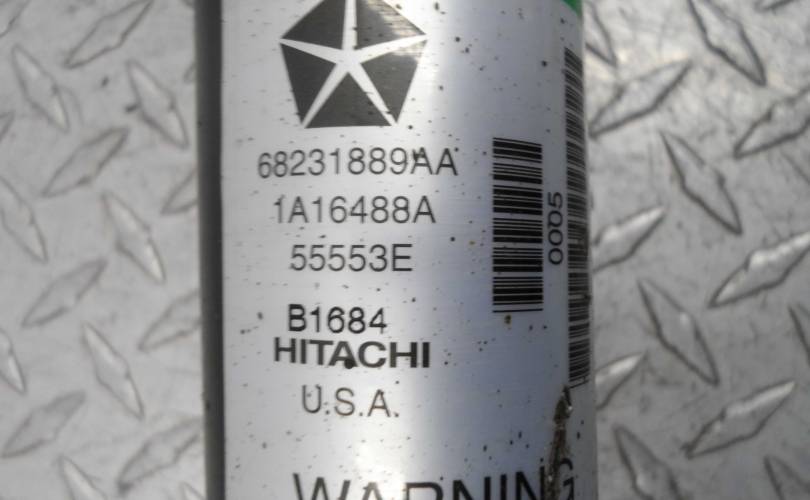 68231889AA
1A16488A
55553E
B1684
HITACHI
U.S.A.
0005
WARNING